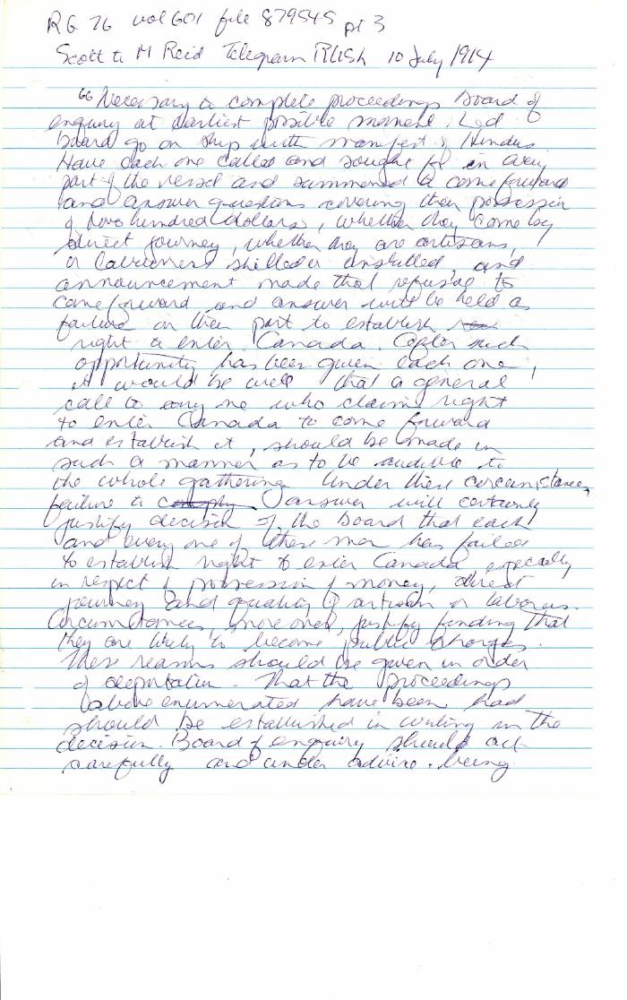 RG 76 vol 601 file 879545 pt 3
Scott to M Reid Telegram RUSH 10 July 1914
"Necessary to complete proceedings Board of
enquiry at earliest possible moment. Let
Board go on ship with manifest of Hindus
Have each one called and sought for in every
part of the vessel and summoned to come forward
and answer questions covering their possession
of two hundred dollars, whether they come by
direct journey, whether they are artisans,
or labourers skilled or unskilled, and
announcement made that refusal to
come forward and answer will be held as
failure on their part to establish
right to enter Canada. After such
opportunity has been given each one,
it would be well that a general
call to any one who claims right
to enter Canada to come forward
and establish it, should be made in
such a manner as to be audible to
the whole gathering. Under these circumstances,
failure to answer will certainly
justify decision of the Board that each
and every one of these men has failed
to establish right to enter Canada especially
in respect of possession of money, direct
journey and quality of artisan or labourers.
Circumstances, moreover, justify finding that
they are likely to become public charges.
These reasons should be given in order
of deportation. That the proceedings
above enumerated have been had
should be established in writing in the
decision. Board of enquiry should act
carefully and under advice. being